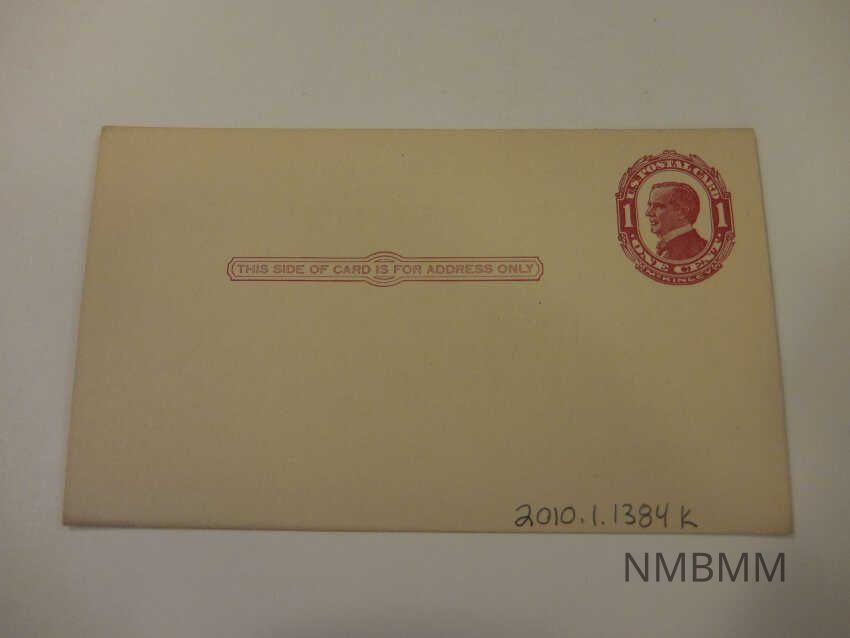 U.S. POSTAL CARD
1 1
· ONE CENT ·
McKINLEY
THIS SIDE OF CARD IS FOR ADDRESS ONLY
2010.1.1384 K
NMBMM